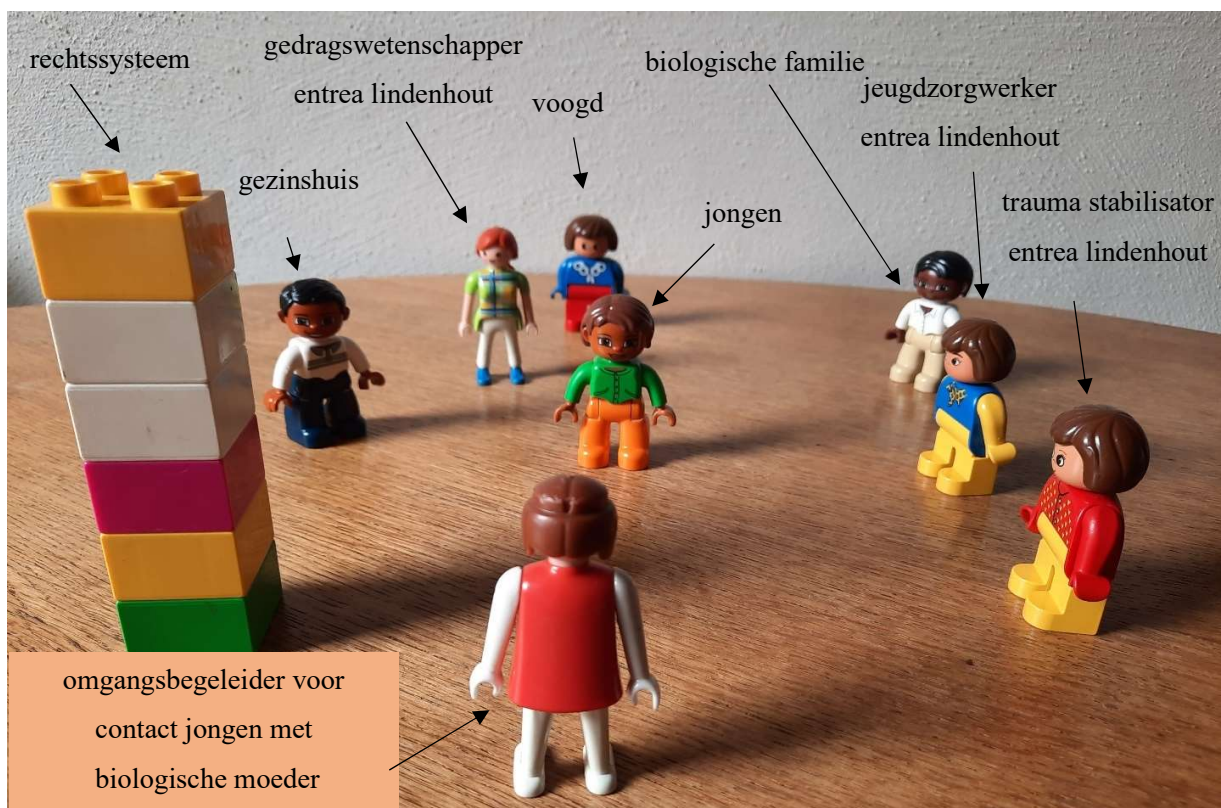 rechtssysteem
gedragswetenschapper
entrea lindenhout
voogd
biologische familie
jeugdzorgwerker
entrea lindenhout
gezinshuis
jongen
trauma stabilisator
entrea lindenhout
omgangsbegeleider voor
contact jongen met
biologische moeder